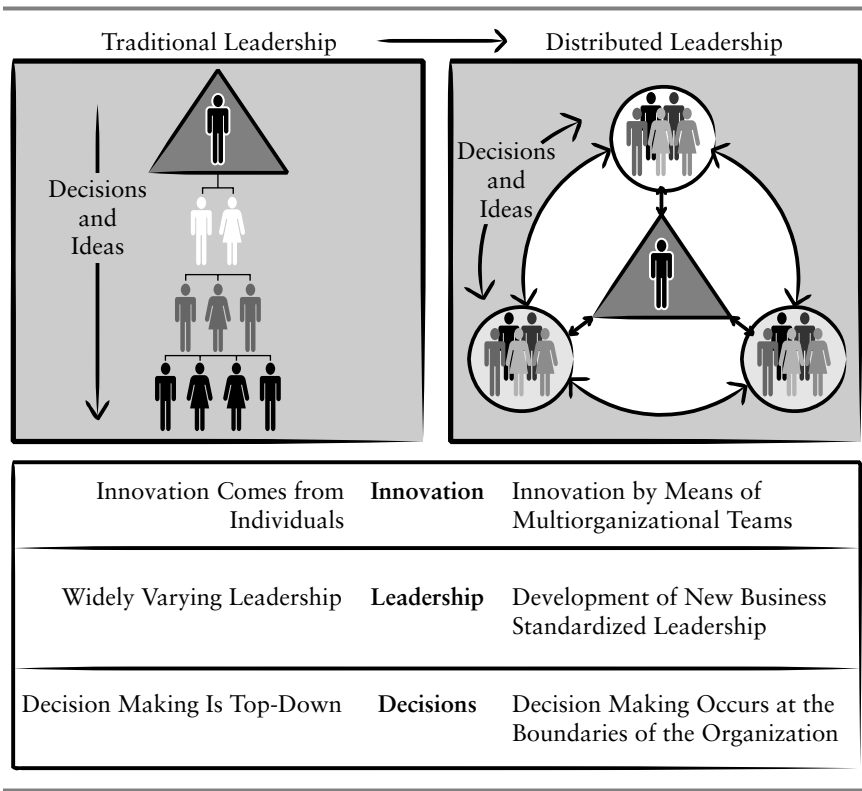 Traditional Leadership
Distributed Leadership
Decisions
and
Ideas
Decisions
and
Ideas
Innovation Comes from
Individuals
Innovation
Innovation by Means of
Multiorganizational Teams
Widely Varying Leadership
Leadership
Development of New Business
Standardized Leadership
Decision Making Is Top-Down
Decisions
Decision Making Occurs at the
Boundaries of the Organization